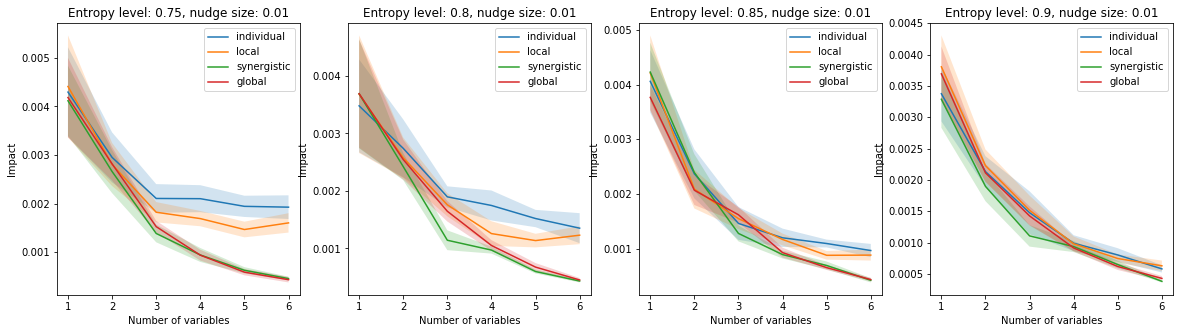 Entropy level: 0.75, nudge size: 0.01
Impact
0.005
0.004
0.003
0.002
0.001
individual
local
synergistic
global
1 2 3 4 5 6
Number of variables
Entropy level: 0.8, nudge size: 0.01
Impact
0.004
0.003
0.002
0.001
individual
local
synergistic
global
1 2 3 4 5 6
Number of variables
Entropy level: 0.85, nudge size: 0.01
Impact
0.005
0.004
0.003
0.002
0.001
individual
local
synergistic
global
1 2 3 4 5 6
Number of variables
Entropy level: 0.9, nudge size: 0.01
Impact
0.0045
0.0040
0.0035
0.0030
0.0025
0.0020
0.0015
0.0010
0.0005
individual
local
synergistic
global
1 2 3 4 5 6
Number of variables